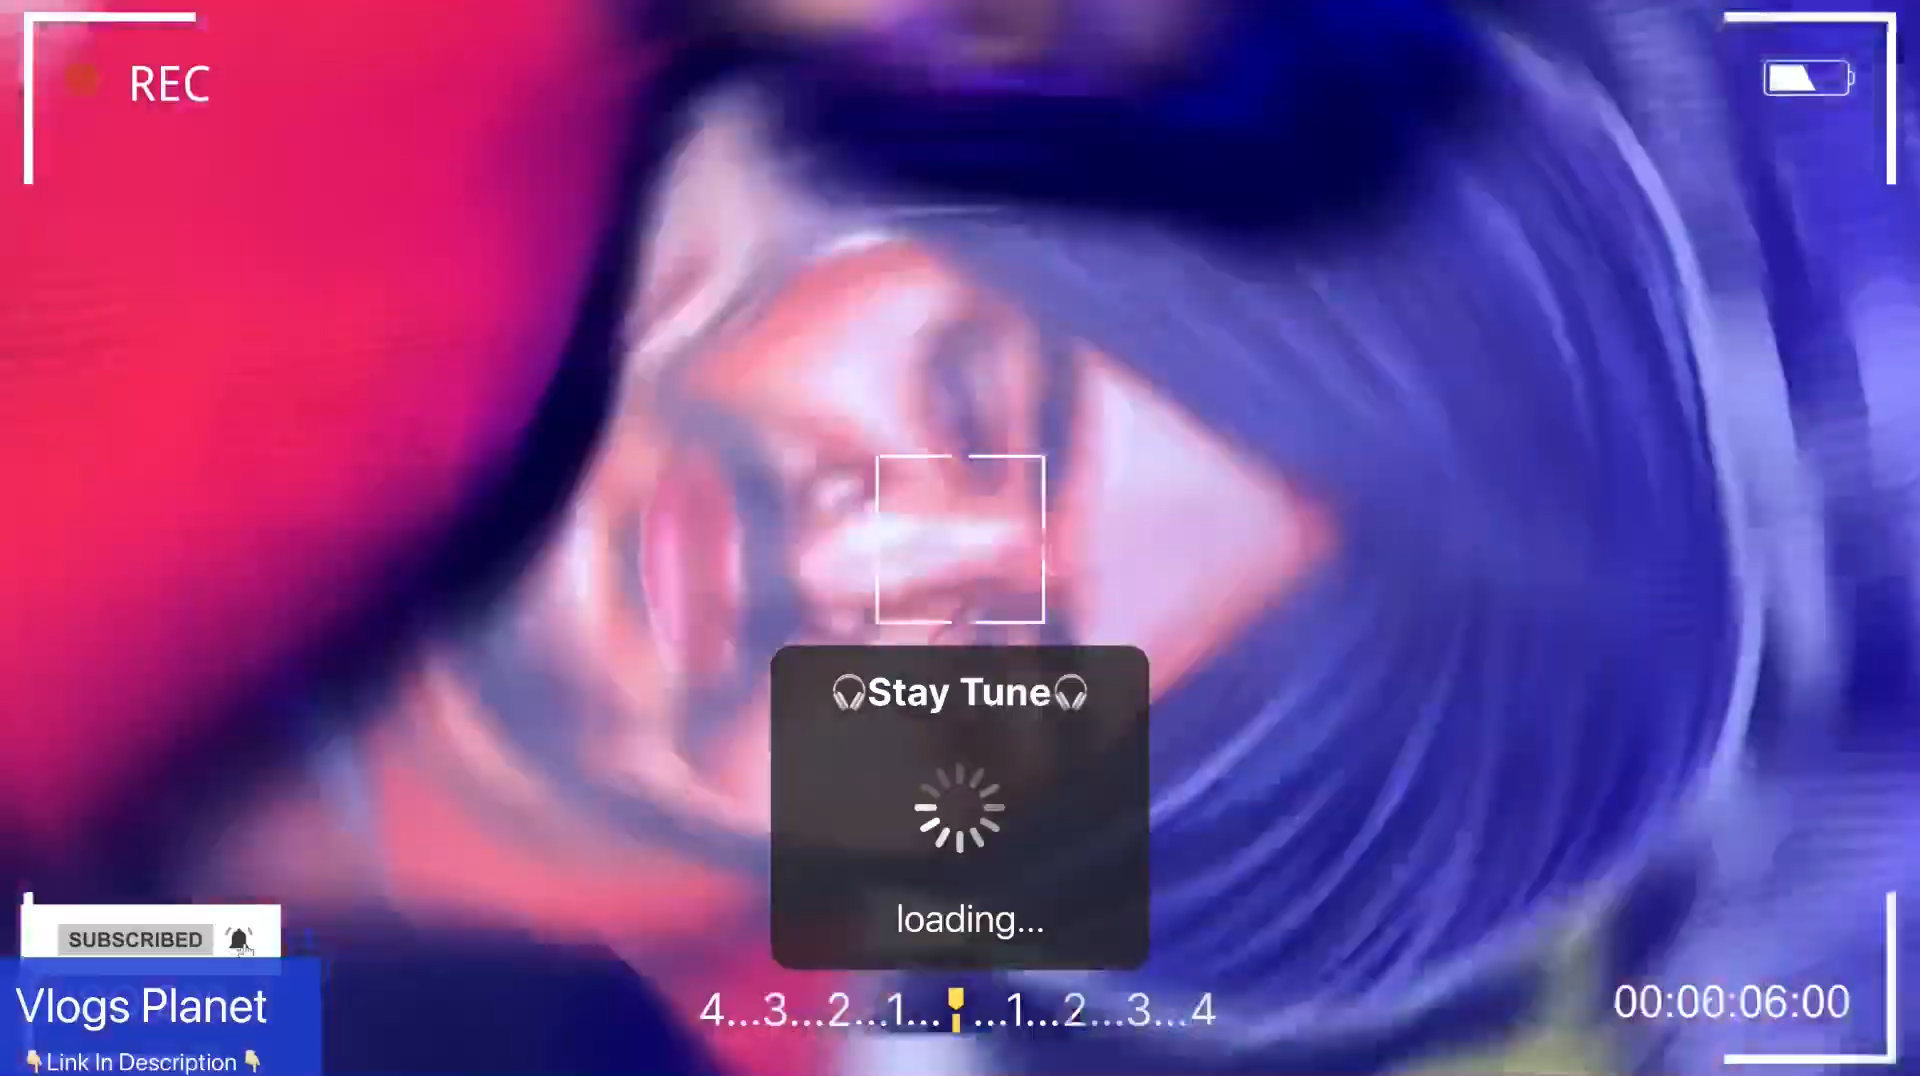 REC
🎧Stay Tune🎧
loading...
SUBSCRIBED
Vlogs Planet
👇Link In Description👇
4...3...2...1... ...1...2...3...4
00:00:06:00